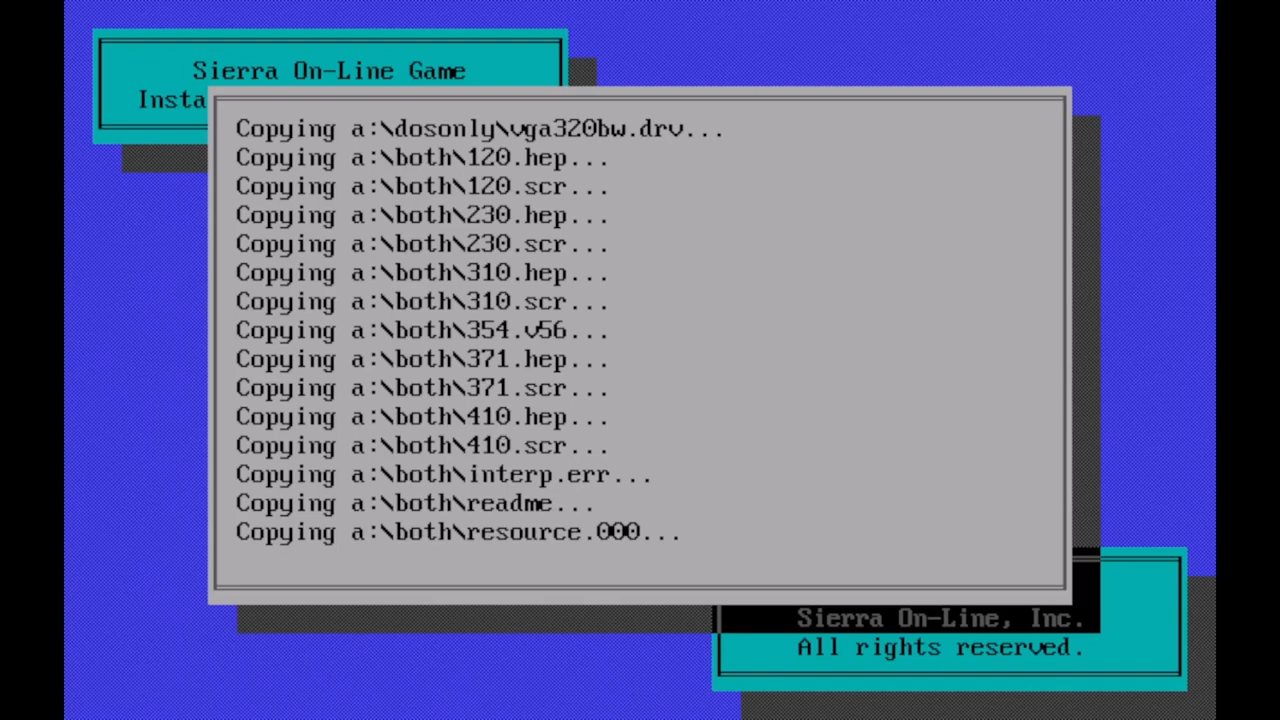 Sierra On-Line Game
Insta
Copying a:\dosonly\vga320bw.drv...
Copying a:\both\120.hep...
Copying a:\both\120.scr...
Copying a:\both\230.hep...
Copying a:\both\230.scr...
Copying a:\both\310.hep...
Copying a:\both\310.scr...
Copying a:\both\354.v56...
Copying a:\both\371.hep...
Copying a:\both\371.scr...
Copying a:\both\410.hep...
Copying a:\both\410.scr...
Copying a:\both\interp.err...
Copying a:\both\readme...
Copying a:\both\resource.000...
Sierra On-Line, Inc.
All rights reserved.